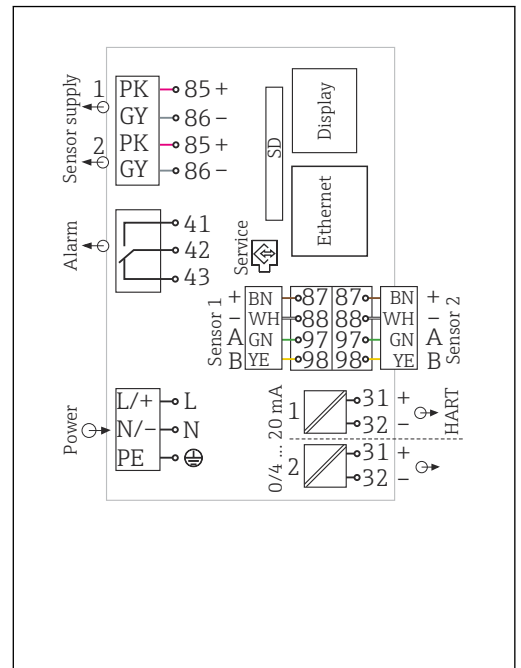 Sensor supply
1 PK 85 +
GY 86 −
2 PK 85 +
GY 86 −
SD
Display
Ethernet
Alarm
41
42
43
Service
Sensor 1
+ BN 87 87 BN +
− WH 88 88 WH −
A GN 97 97 GN A
B YE 98 98 YE B
Sensor 2
Power
L/+ L
N/− N
PE
0/4 ... 20 mA
1 31 +
32 −
HART
2 31 +
32 −